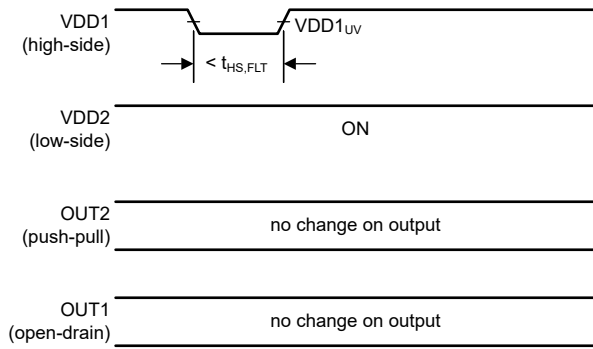 VDD1
(high-side)
VDD1UV
< tHS,FLT
VDD2
(low-side)
ON
OUT2
(push-pull)
no change on output
OUT1
(open-drain)
no change on output